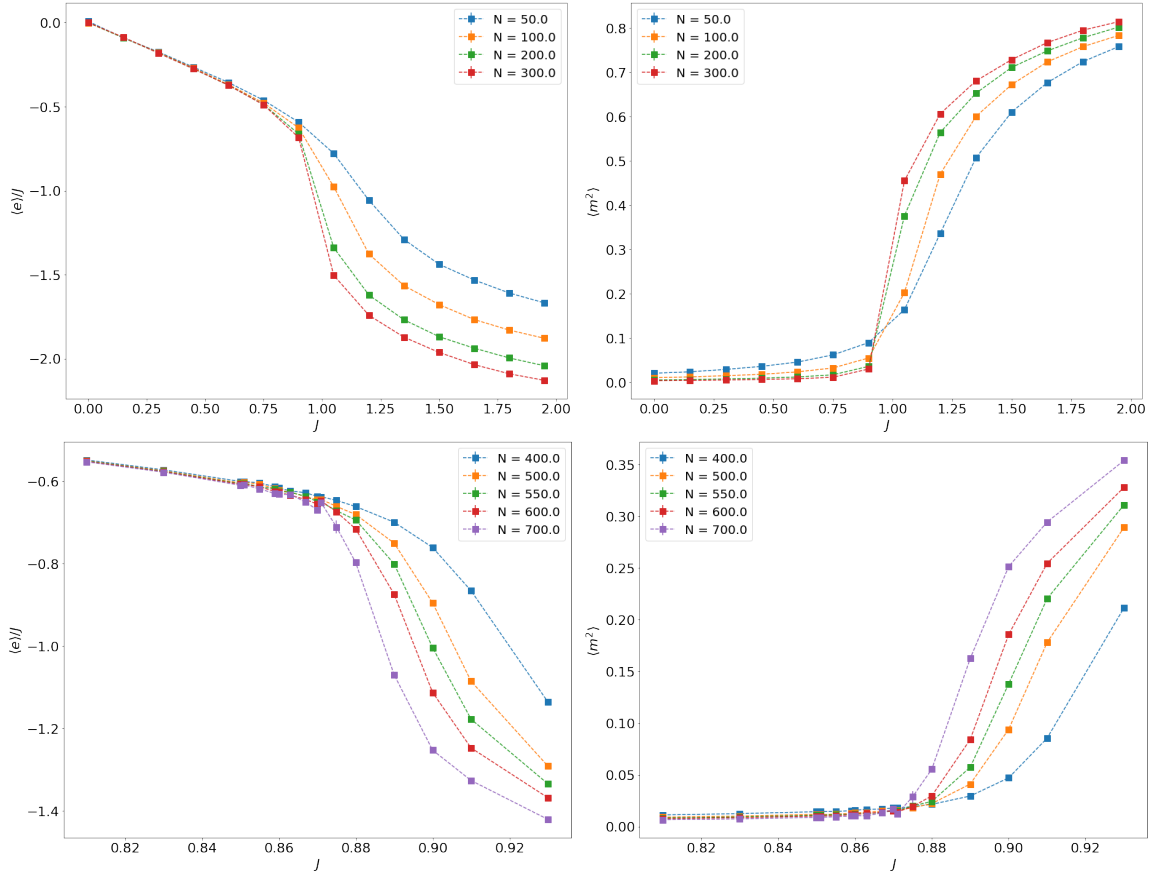 0.0
−0.5
−1.0
−1.5
−2.0
⟨e⟩/J
0.00 0.25 0.50 0.75 1.00 1.25 1.50 1.75 2.00
J
N = 50.0
N = 100.0
N = 200.0
N = 300.0
0.8
0.7
0.6
0.5
0.4
0.3
0.2
0.1
0.0
⟨m²⟩
0.00 0.25 0.50 0.75 1.00 1.25 1.50 1.75 2.00
J
N = 50.0
N = 100.0
N = 200.0
N = 300.0
−0.6
−0.8
−1.0
−1.2
−1.4
⟨e⟩/J
0.82 0.84 0.86 0.88 0.90 0.92
J
N = 400.0
N = 500.0
N = 550.0
N = 600.0
N = 700.0
0.35
0.30
0.25
0.20
0.15
0.10
0.05
0.00
⟨m²⟩
0.82 0.84 0.86 0.88 0.90 0.92
J
N = 400.0
N = 500.0
N = 550.0
N = 600.0
N = 700.0